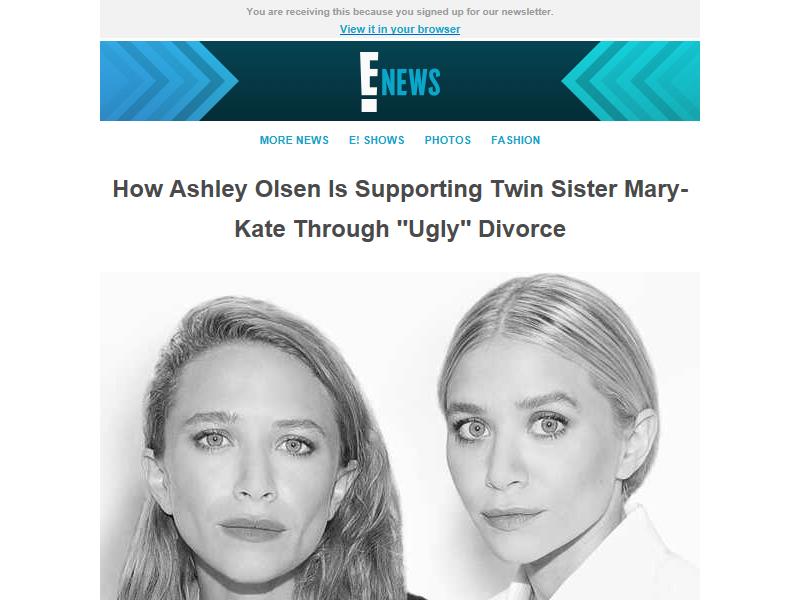 You are receiving this because you signed up for our newsletter.
View it in your browser
E! NEWS
MORE NEWS E! SHOWS PHOTOS FASHION
How Ashley Olsen Is Supporting Twin Sister Mary-
Kate Through "Ugly" Divorce